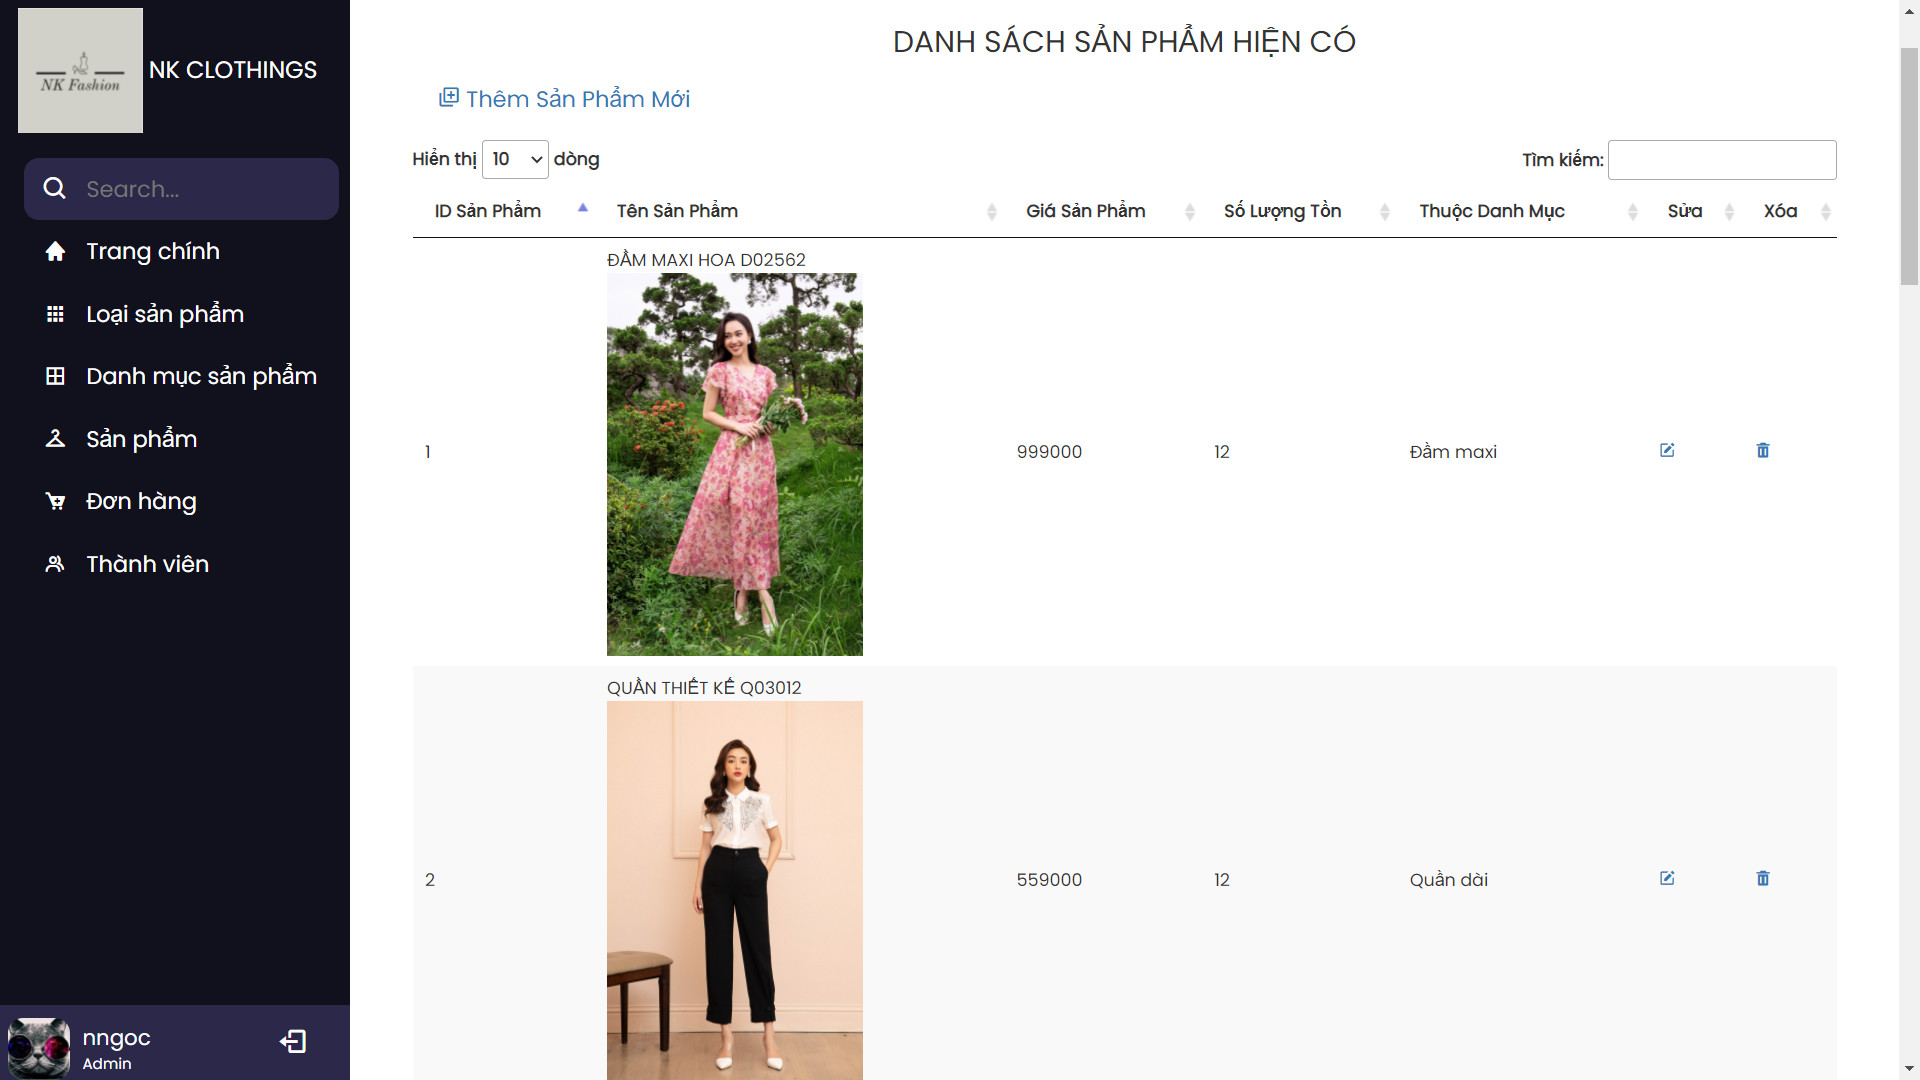 NK Fashion
NK CLOTHINGS
Search...
Trang chính
Loại sản phẩm
Danh mục sản phẩm
Sản phẩm
Đơn hàng
Thành viên
nngoc
Admin
DANH SÁCH SẢN PHẨM HIỆN CÓ
Thêm Sản Phẩm Mới
Hiển thị 10 dòng
Tìm kiếm:
ID Sản Phẩm Tên Sản Phẩm Giá Sản Phẩm Số Lượng Tồn Thuộc Danh Mục Sửa Xóa
ĐẦM MAXI HOA D02562
1 999000 12 Đầm maxi
QUẦN THIẾT KẾ Q03012
2 559000 12 Quần dài